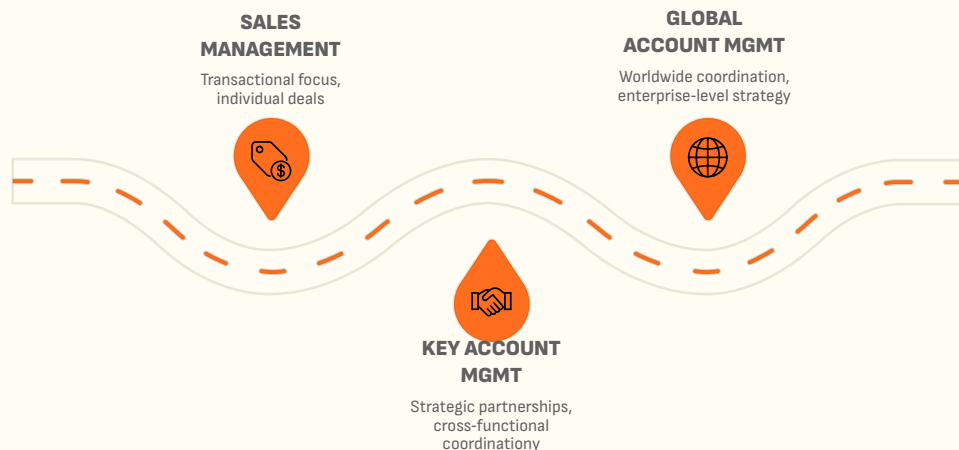 SALES
MANAGEMENT
Transactional focus,
individual deals
$
GLOBAL
ACCOUNT MGMT
Worldwide coordination,
enterprise-level strategy
KEY ACCOUNT
MGMT
Strategic partnerships,
cross-functional
coordinationy